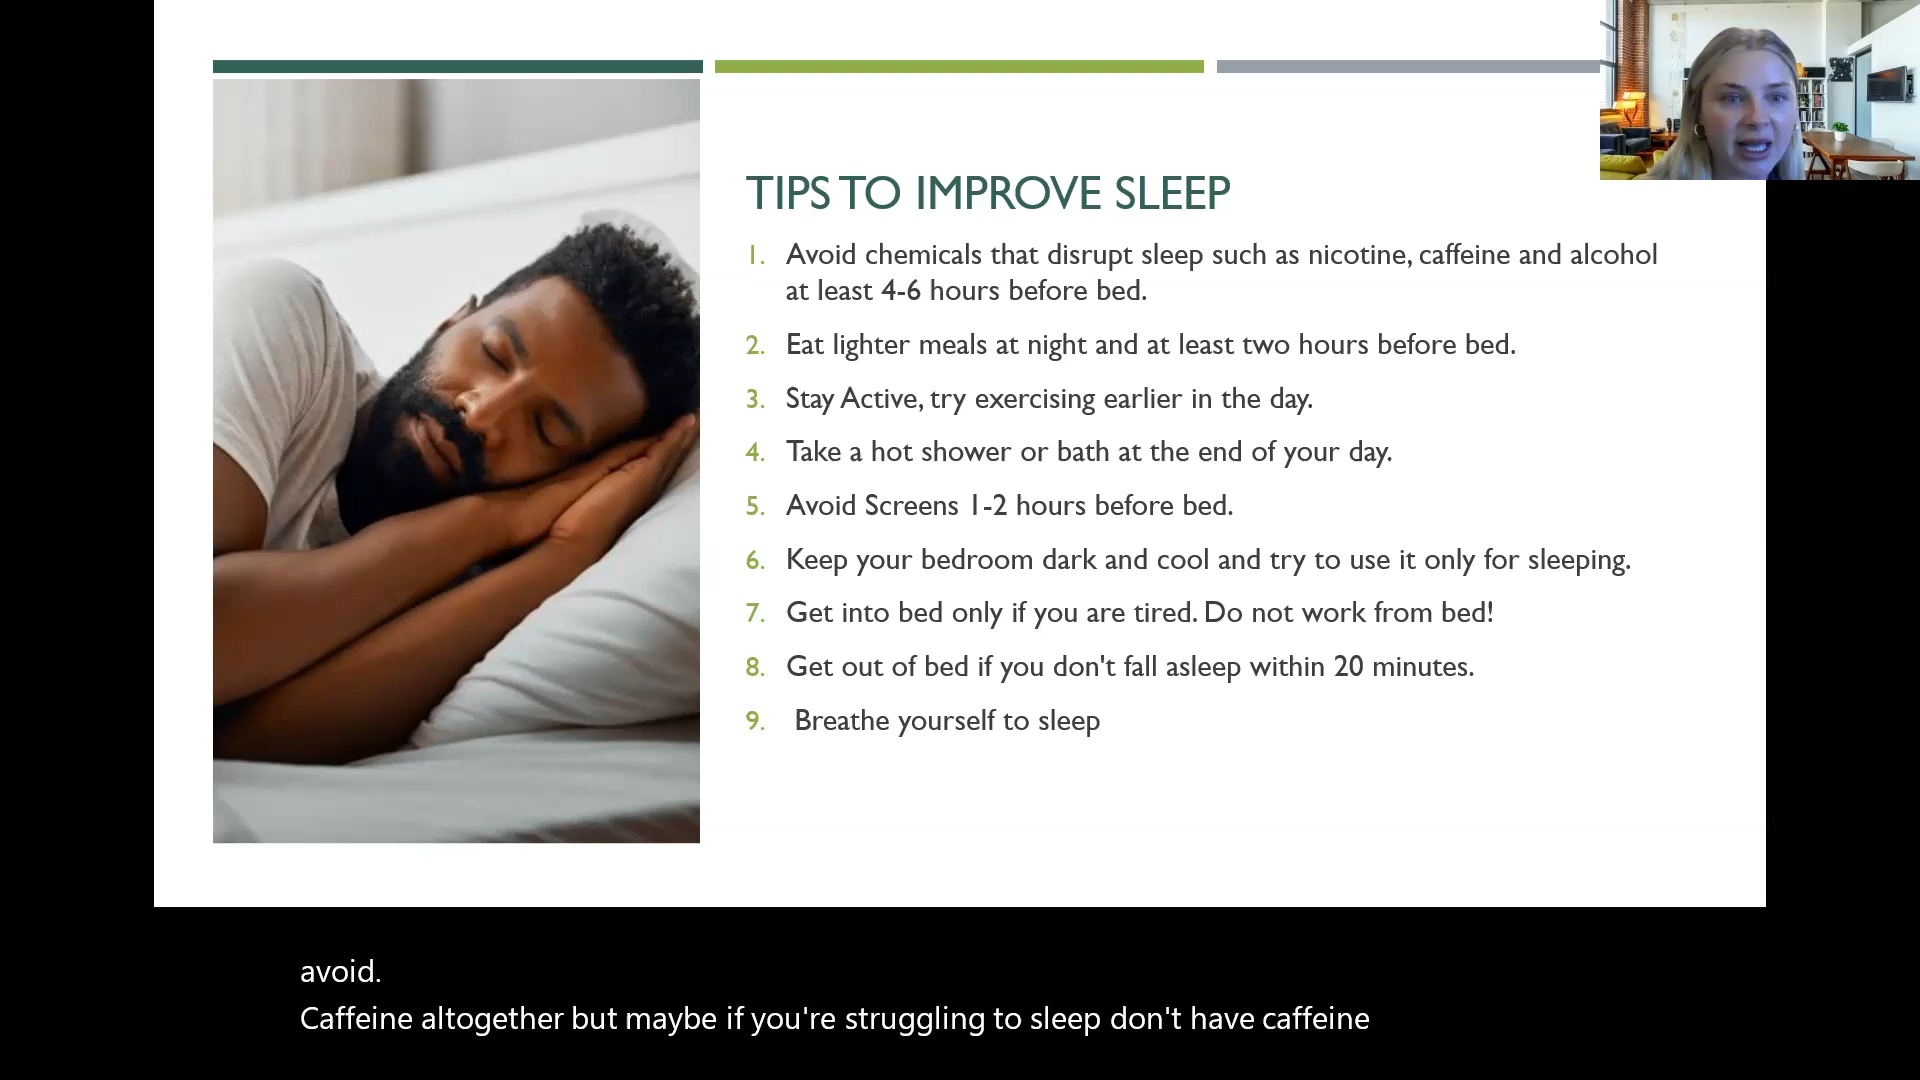 TIPS TO IMPROVE SLEEP
1. Avoid chemicals that disrupt sleep such as nicotine, caffeine and alcohol
at least 4-6 hours before bed.
2. Eat lighter meals at night and at least two hours before bed.
3. Stay Active, try exercising earlier in the day.
4. Take a hot shower or bath at the end of your day.
5. Avoid Screens 1-2 hours before bed.
6. Keep your bedroom dark and cool and try to use it only for sleeping.
7. Get into bed only if you are tired. Do not work from bed!
8. Get out of bed if you don't fall asleep within 20 minutes.
9. Breathe yourself to sleep
avoid.
Caffeine altogether but maybe if you're struggling to sleep don't have caffeine